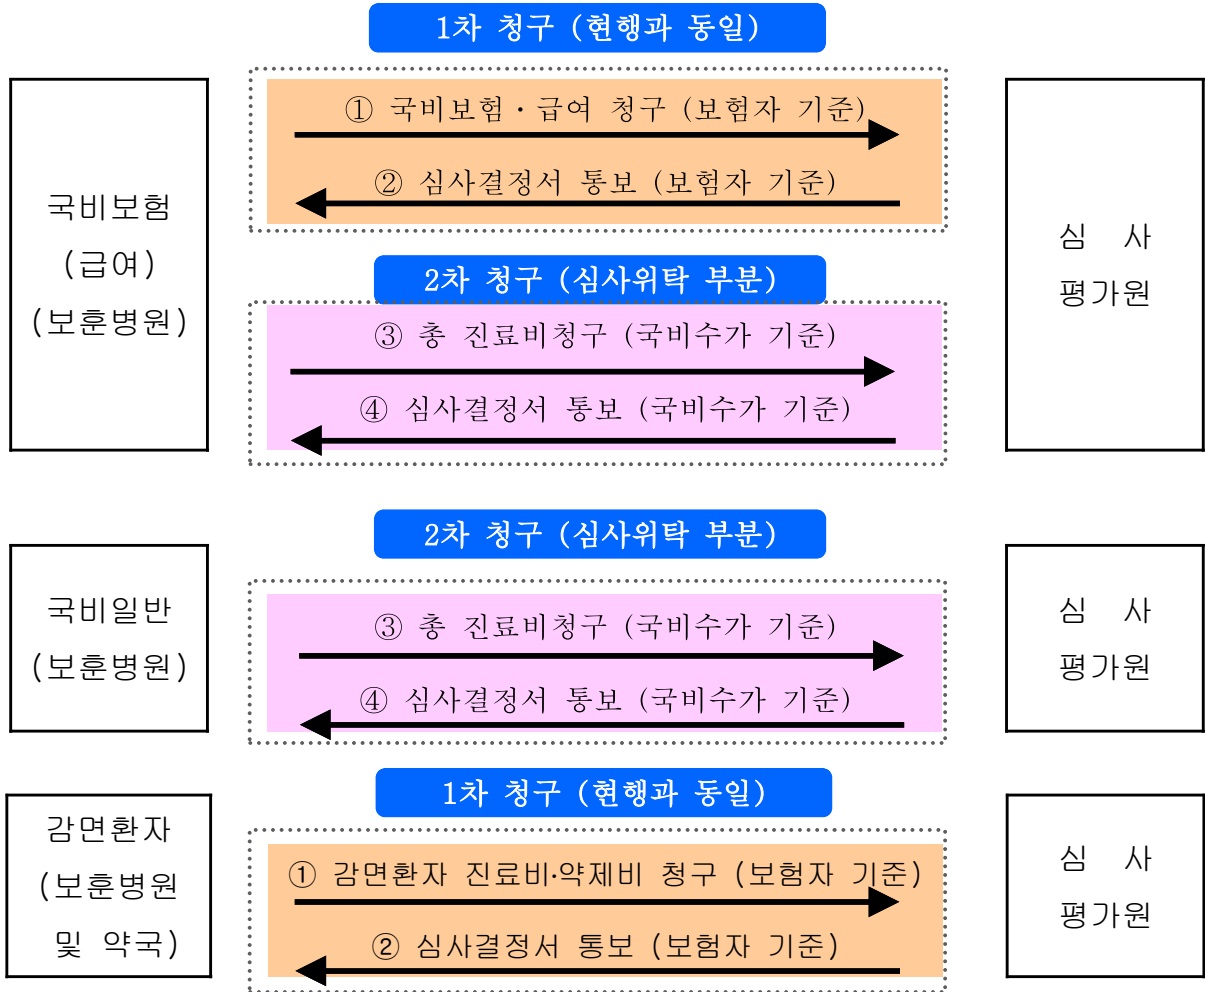 1차 청구 (현행과 동일)
국비보험
(급여)
(보훈병원)
① 국비보험·급여 청구 (보험자 기준)
② 심사결정서 통보 (보험자 기준)
2차 청구 (심사위탁 부분)
③ 총 진료비청구 (국비수가 기준)
④ 심사결정서 통보 (국비수가 기준)
심 사
평가원
2차 청구 (심사위탁 부분)
국비일반
(보훈병원)
③ 총 진료비청구 (국비수가 기준)
④ 심사결정서 통보 (국비수가 기준)
심 사
평가원
1차 청구 (현행과 동일)
감면환자
(보훈병원
및 약국)
① 감면환자 진료비·약제비 청구 (보험자 기준)
② 심사결정서 통보 (보험자 기준)
심 사
평가원